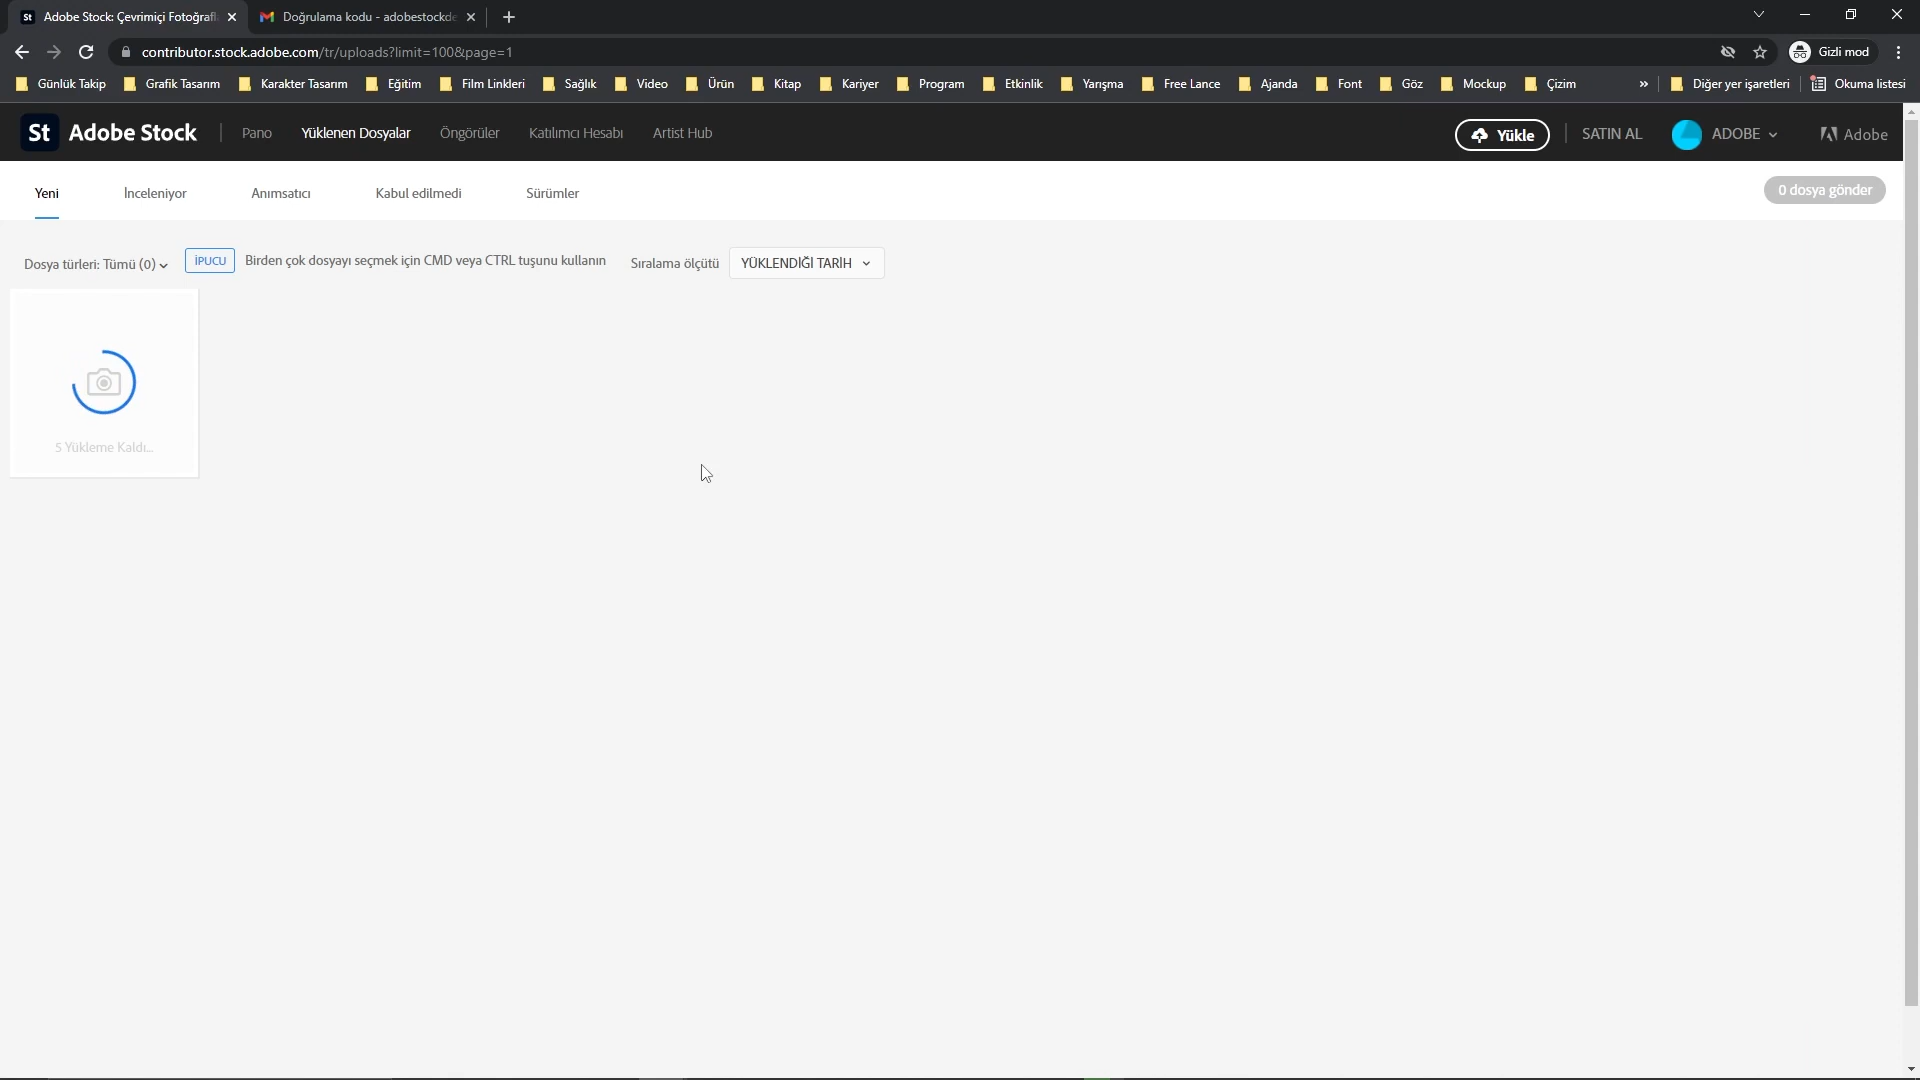 St Adobe Stock: Çevrimiçi Fotoğrafl
Doğrulama kodu - adobestockde
contributor.stock.adobe.com/tr/uploads?limit=100&page=1
Gizli mod
Günlük Takip Grafik Tasarım Karakter Tasarım Eğitim Film Linkleri Sağlık Video Ürün Kitap Kariyer Program Etkinlik Yarışma Free Lance Ajanda Font Göz Mockup Çizim » Diğer yer işaretleri Okuma listesi
St Adobe Stock Pano Yüklenen Dosyalar Öngörüler Katılımcı Hesabı Artist Hub Yükle SATIN AL ADOBE Adobe
Yeni İnceleniyor Anımsatıcı Kabul edilmedi Sürümler 0 dosya gönder
Dosya türleri: Tümü (0) İPUCU Birden çok dosyayı seçmek için CMD veya CTRL tuşunu kullanın Sıralama ölçütü YÜKLENDİĞİ TARİH
5 Yükleme Kaldı...